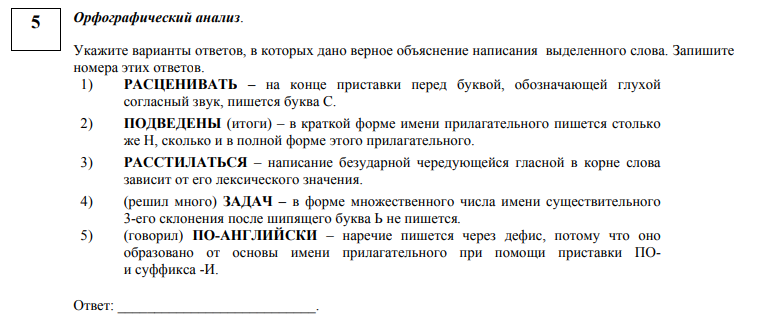 5
Орфографический анализ.
Укажите варианты ответов, в которых дано верное объяснение написания выделенного слова. Запишите
номера этих ответов.
1) РАСЦЕНИВАТЬ – на конце приставки перед буквой, обозначающей глухой
согласный звук, пишется буква С.
2) ПОДВЕДЕНЫ (итоги) – в краткой форме имени прилагательного пишется столько
же Н, сколько и в полной форме этого прилагательного.
3) РАССТИЛАТЬСЯ – написание безударной чередующейся гласной в корне слова
зависит от его лексического значения.
4) (решил много) ЗАДАЧ – в форме множественного числа имени существительного
3-его склонения после шипящего буква Ь не пишется.
5) (говорил) ПО-АНГЛИЙСКИ – наречие пишется через дефис, потому что оно
образовано от основы имени прилагательного при помощи приставки ПО-
и суффикса -И.
Ответ: ___________________________.